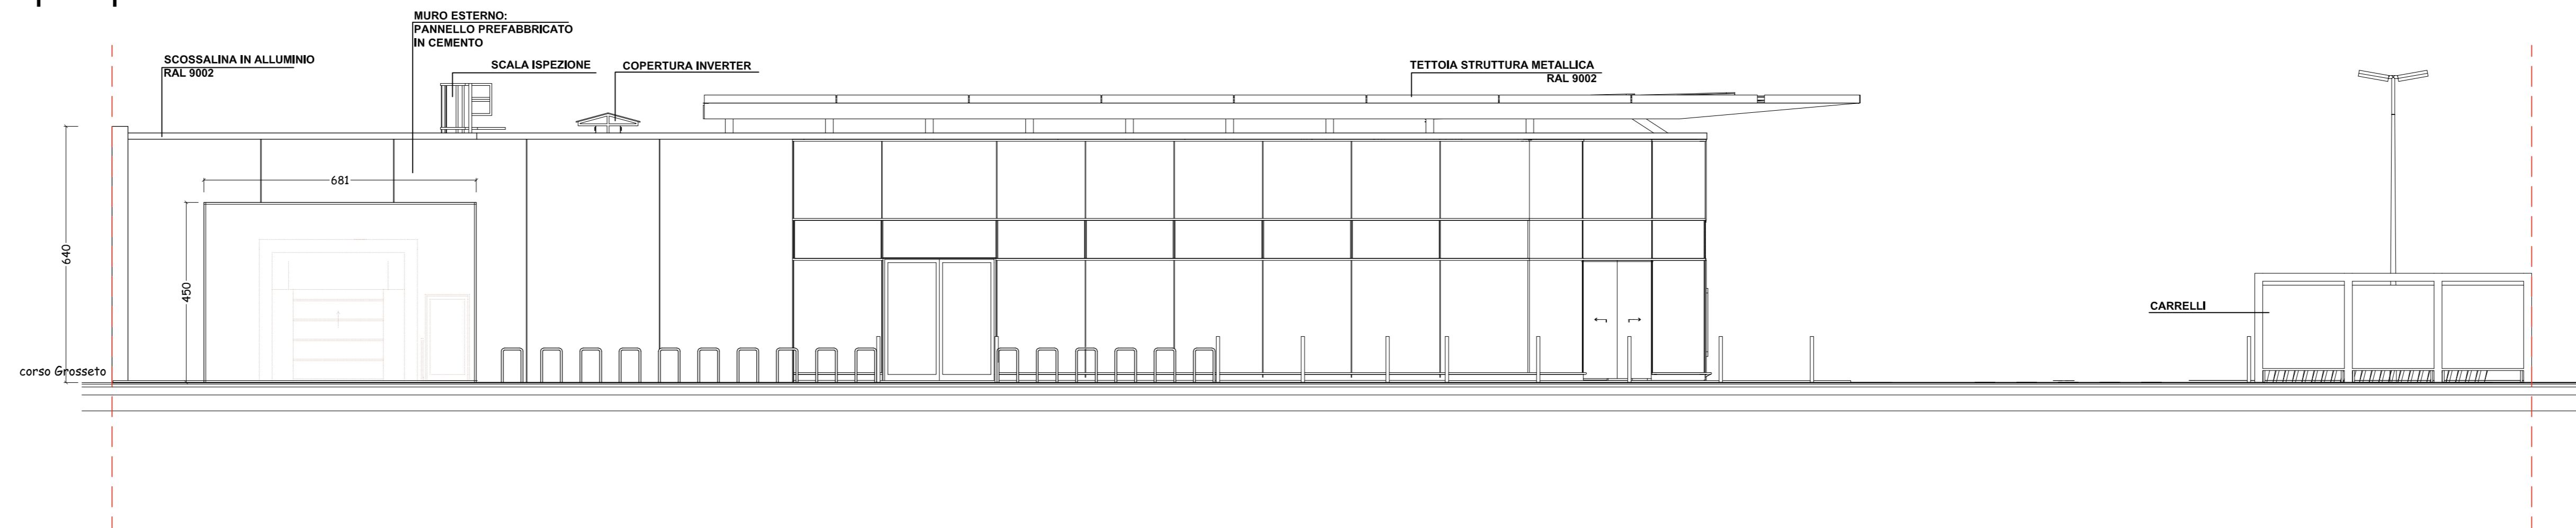 MURO ESTERNO:
PANNELLO PREFABBRICATO
IN CEMENTO
SCOSSALINA IN ALLUMINIO
RAL 9002
SCALA ISPEZIONE
COPERTURA INVERTER
TETTOIA STRUTTURA METALLICA
RAL 9002
681
640
450
CARRELLI
corso Grosseto